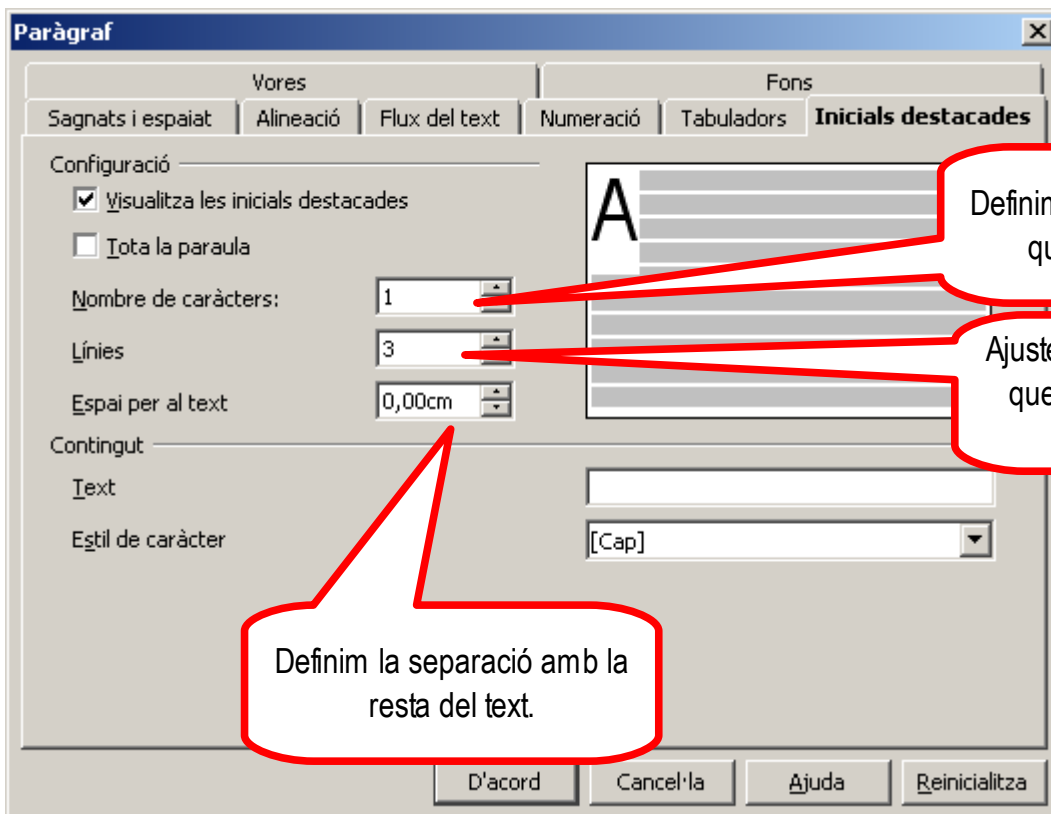 Paràgraf
Vores Fons
Sagnats i espaiat Alineació Flux del text Numeració Tabuladors Inicials destacades
Configuració
Visualitza les inicials destacades
Tota la paraula
Nombre de caràcters: 1
Línies 3
Espai per al text 0,00cm
A
Contingut
Text
Estil de caràcter [Cap]
Definim la separació amb la
resta del text.
D'acord Cancel·la Ajuda Reinicialitza